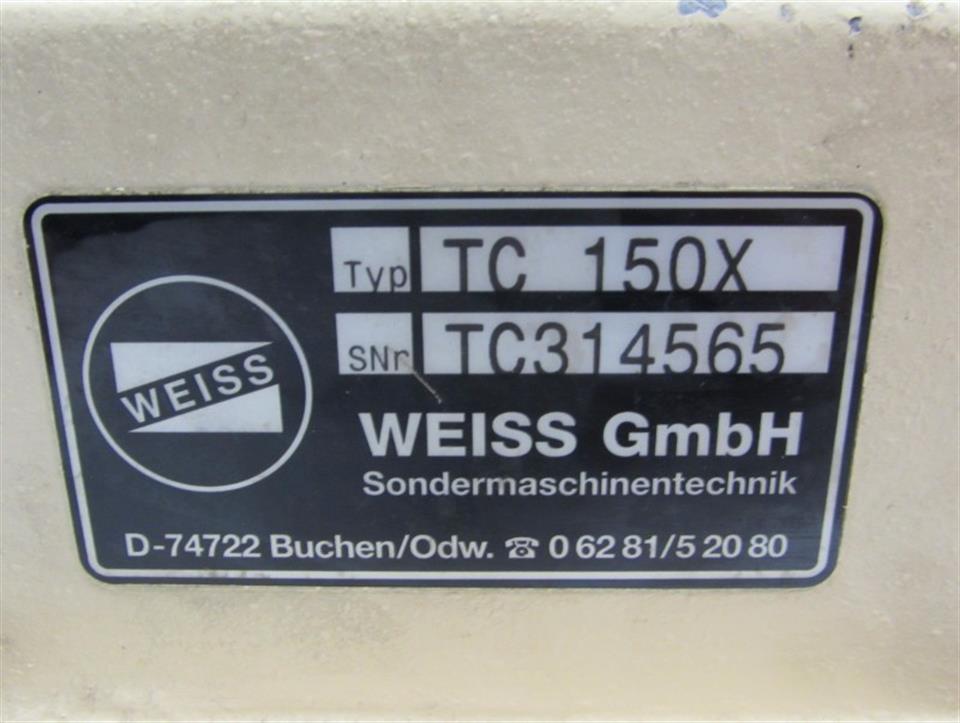 WEISS
Typ TC 150X
SNr TC314565
WEISS GmbH
Sondermaschinentechnik
D-74722 Buchen/Odw. ☎ 0 62 81/5 20 80